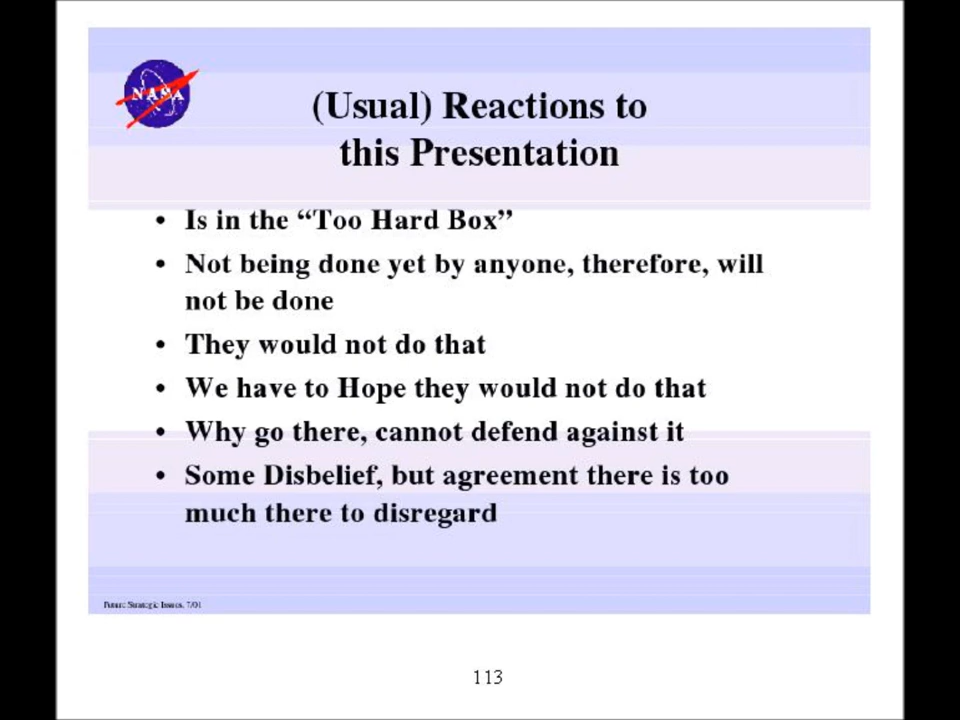 NASA
(Usual) Reactions to
this Presentation
• Is in the “Too Hard Box”
• Not being done yet by anyone, therefore, will
not be done
• They would not do that
• We have to Hope they would not do that
• Why go there, cannot defend against it
• Some Disbelief, but agreement there is too
much there to disregard
Future Strategic Issues, 7/01
113